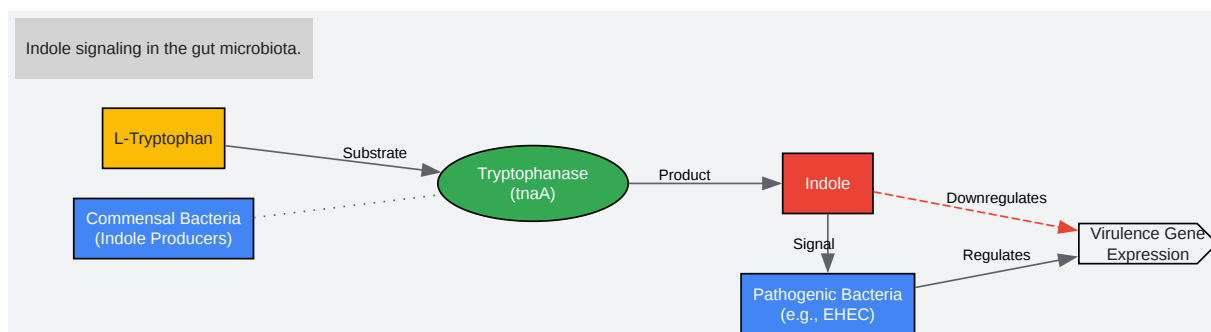 Indole signaling in the gut microbiota.
L-Tryptophan
Substrate
Commensal Bacteria
(Indole Producers)
Tryptophanase
(tnaA)
Product
Indole
Downregulates
Signal
Virulence Gene
Expression
Regulates
Pathogenic Bacteria
(e.g., EHEC)